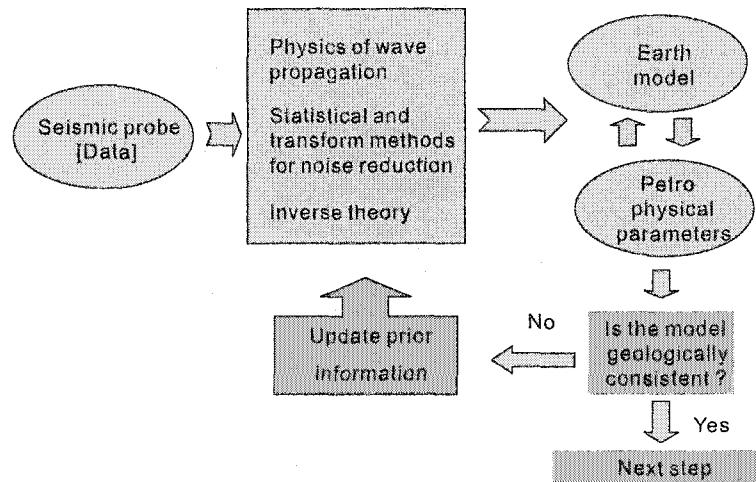 Seismic probe
[Data]
Physics of wave
propagation
Statistical and
transform methods
for noise reduction
Inverse theory
Earth
model
Petro
physical
parameters
Is the model
geologically
consistent ?
No
Update prior
information
Yes
Next step